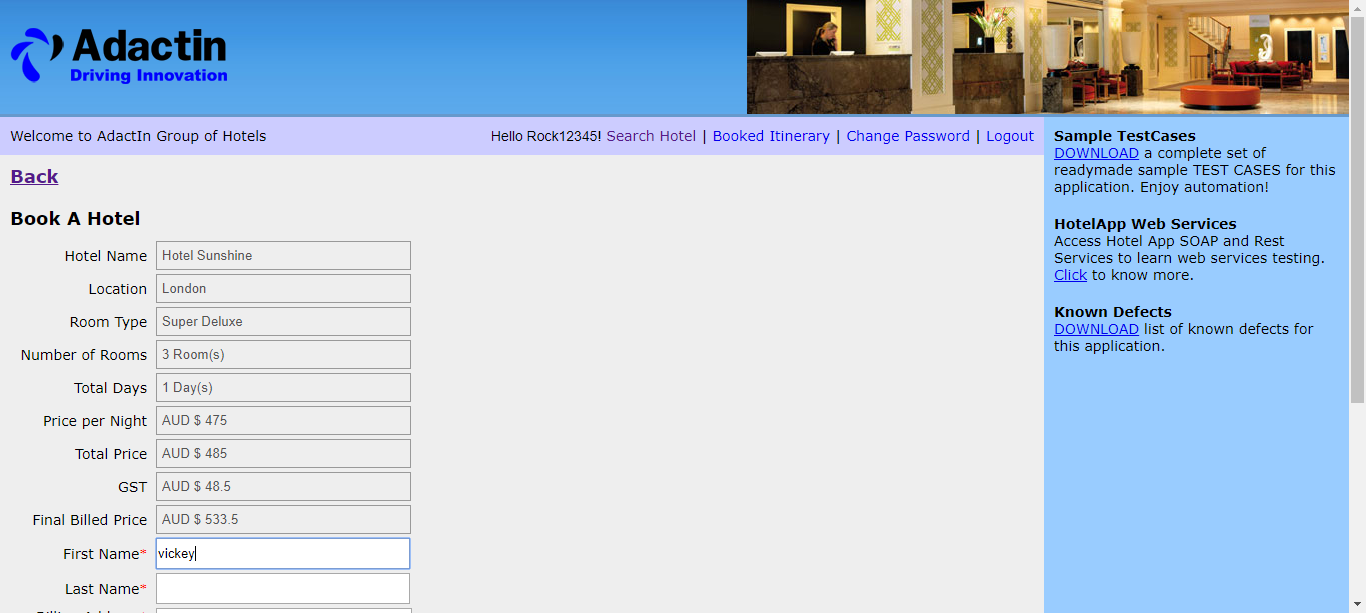 Adactin
Driving Innovation
Welcome to AdactIn Group of Hotels
Hello Rock12345! Search Hotel | Booked Itinerary | Change Password | Logout
Back
Book A Hotel
Hotel Name Hotel Sunshine
Location London
Room Type Super Deluxe
Number of Rooms 3 Room(s)
Total Days 1 Day(s)
Price per Night AUD $ 475
Total Price AUD $ 485
GST AUD $ 48.5
Final Billed Price AUD $ 533.5
First Name* vickey
Last Name*
Sample TestCases
DOWNLOAD a complete set of
readymade sample TEST CASES for this
application. Enjoy automation!
HotelApp Web Services
Access Hotel App SOAP and Rest
Services to learn web services testing.
Click to know more.
Known Defects
DOWNLOAD list of known defects for
this application.